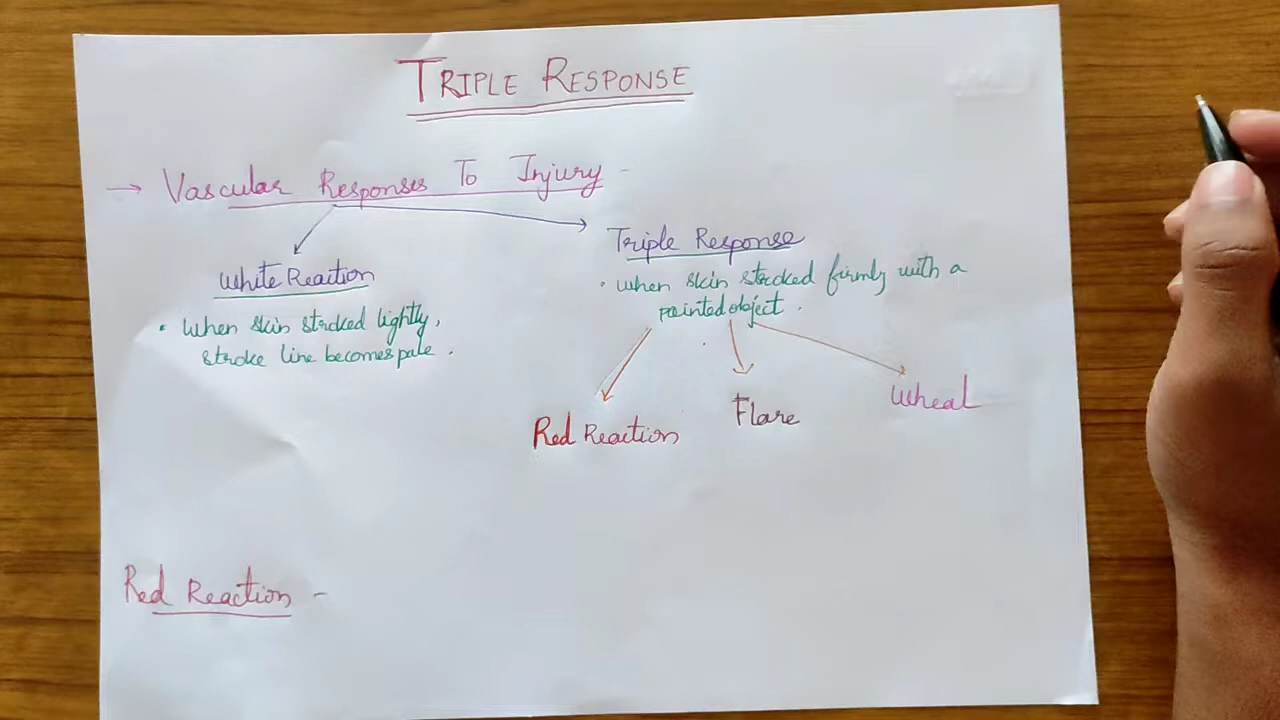 TRIPLE RESPONSE
→ Vascular Responses To Injury -
White Reaction
• When skin stroked lightly,
stroke line becomes pale .
Triple Response
• when skin stroked firmly with a
pointed object .
Red Reaction
Flare
Wheal
Red Reaction -